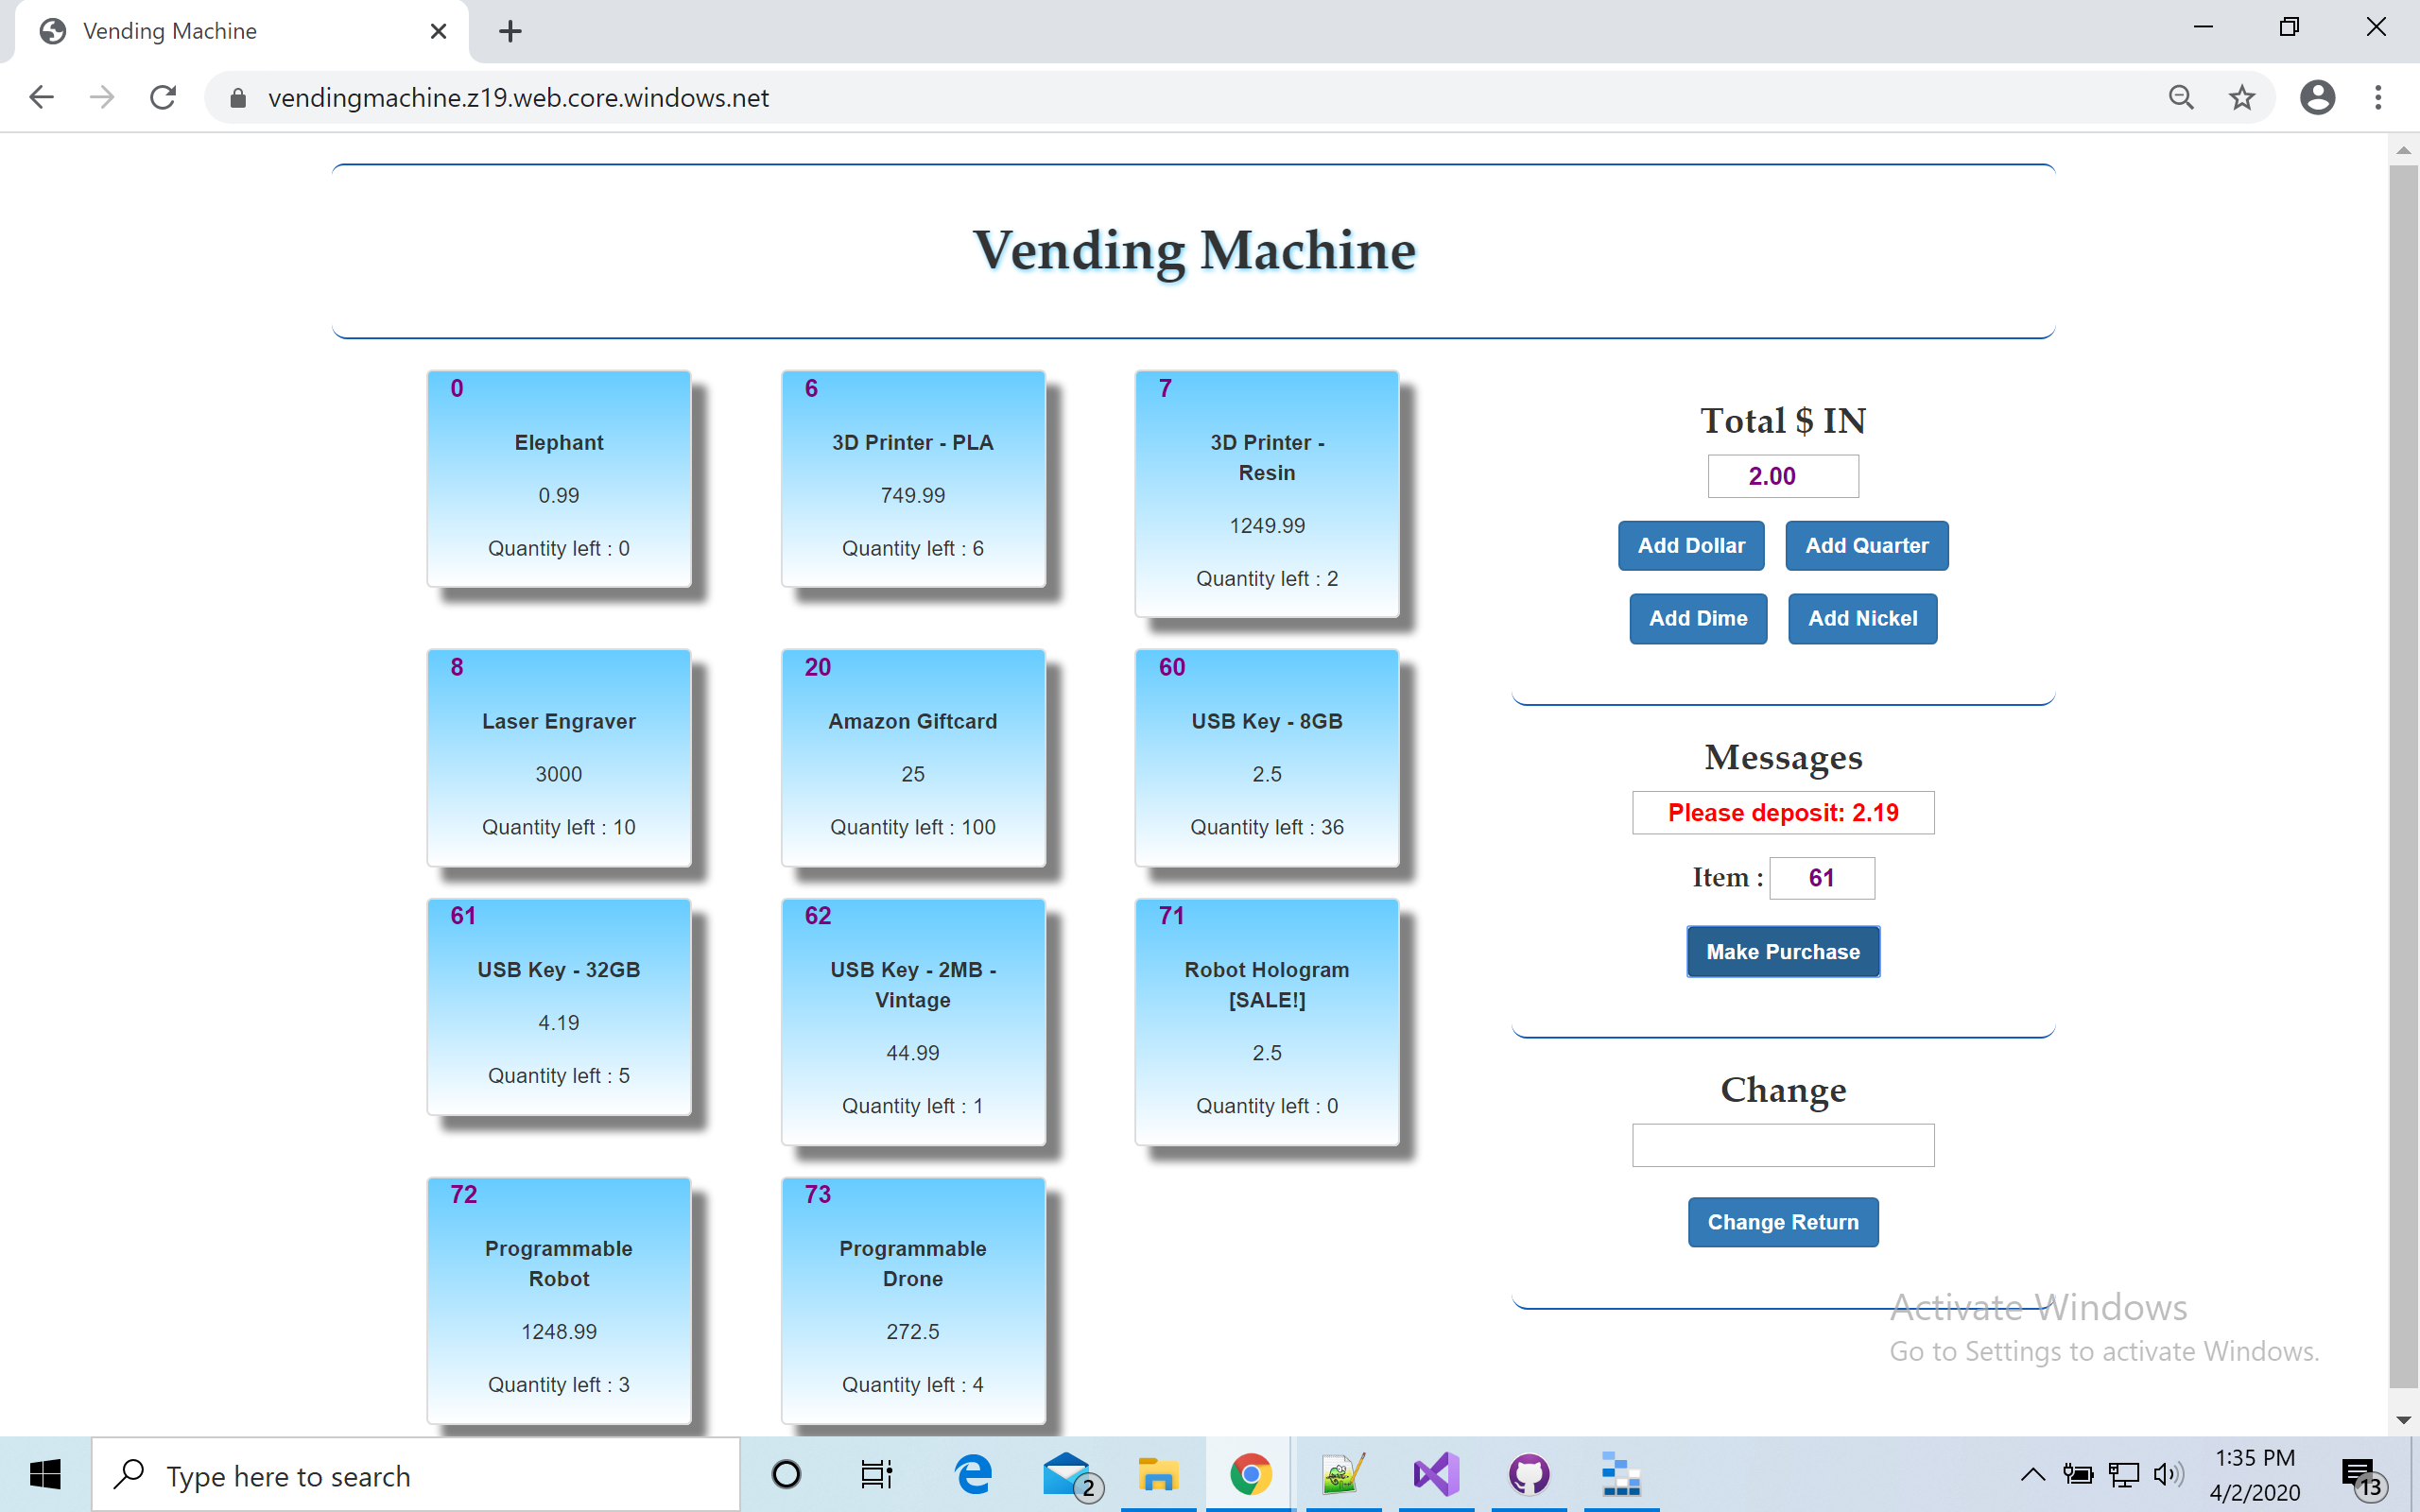 Vending Machine
vendingmachine.z19.web.core.windows.net
Vending Machine
0
Elephant
0.99
Quantity left : 0
6
3D Printer - PLA
749.99
Quantity left : 6
7
3D Printer -
Resin
1249.99
Quantity left : 2
8
Laser Engraver
3000
Quantity left : 10
20
Amazon Giftcard
25
Quantity left : 100
60
USB Key - 8GB
2.5
Quantity left : 36
61
USB Key - 32GB
4.19
Quantity left : 5
62
USB Key - 2MB -
Vintage
44.99
Quantity left : 1
71
Robot Hologram
[SALE!]
2.5
Quantity left : 0
72
Programmable
Robot
1248.99
Quantity left : 3
73
Programmable
Drone
272.5
Quantity left : 4
Total $ IN
2.00
Add Dollar
Add Quarter
Add Dime
Add Nickel
Messages
Please deposit: 2.19
Item : 61
Make Purchase
Change
Change Return
Activate Windows
Go to Settings to activate Windows.
Type here to search
2
1:35 PM
4/2/2020
13